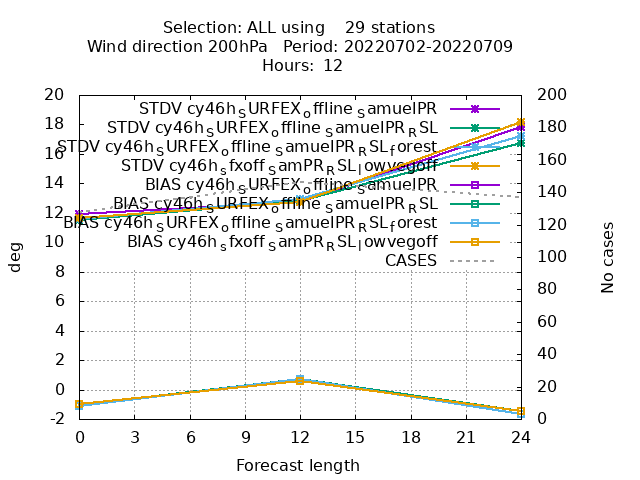 Selection: ALL using    29 stations
Wind direction 200hPa   Period: 20220702-20220709
Hours:  12
20 200
STDV cy46h_SURFEX_offline_SamuelPR
18 180
STDV cy46h_SURFEX_offline_SamuelPR_RSL
STDV cy46h_SURFEX_offline_SamuelPR_RSL_forest
16 160
STDV cy46h_sfxoff_SamPR_RSL_lowvegoff
14 140
BIAS cy46h_SURFEX_offline_SamuelPR
BIAS cy46h_SURFEX_offline_SamuelPR_RSL
12 120
BIAS cy46h_SURFEX_offline_SamuelPR_RSL_forest
BIAS cy46h_sfxoff_SamPR_RSL_lowvegoff
10 100
CASES
8 80
6 60
4 40
2 20
0
-2 0
deg
No cases
0 3 6 9 12 15 18 21 24
Forecast length